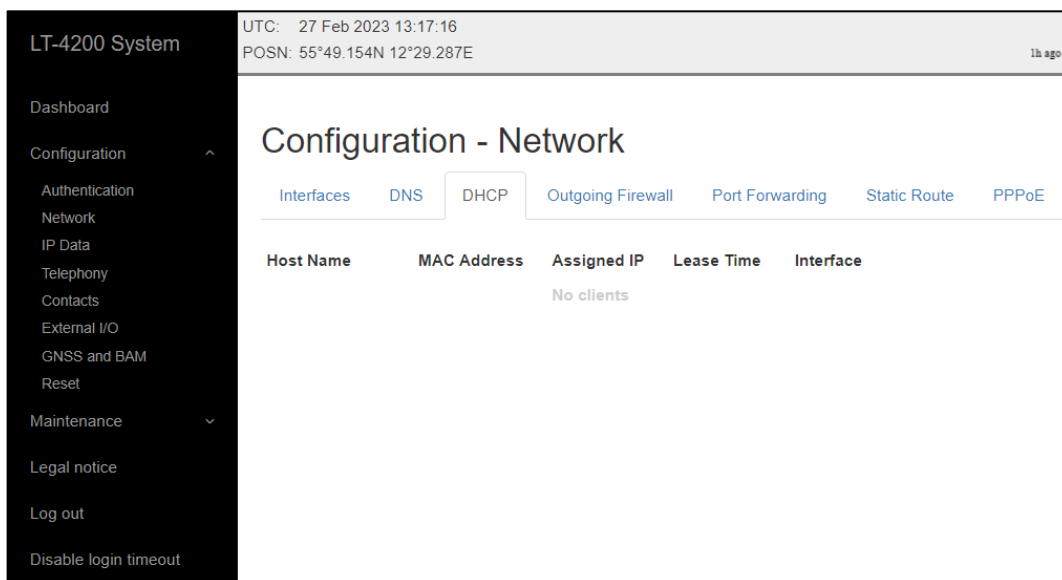 LT-4200 System
Dashboard
Configuration
Authentication
Network
IP Data
Telephony
Contacts
External I/O
GNSS and BAM
Reset
Maintenance
Legal notice
Log out
Disable login timeout
UTC: 27 Feb 2023 13:17:16
POSN: 55°49.154N 12°29.287E
1h ago
Configuration - Network
Interfaces DNS DHCP Outgoing Firewall Port Forwarding Static Route PPPoE
Host Name MAC Address Assigned IP Lease Time Interface
No clients